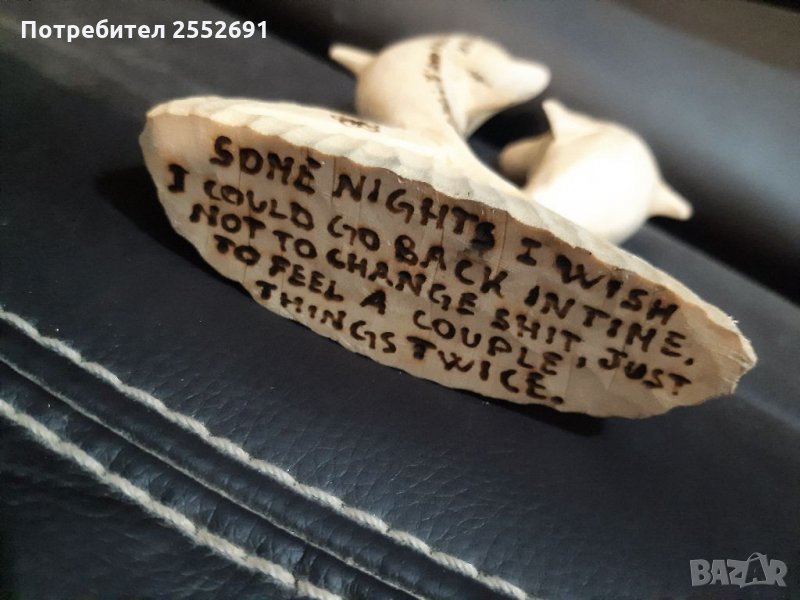 Потребител 2552691
SOME NIGHTS I WISH
I COULD GO BACK IN TIME.
NOT TO CHANGE SHIT, JUST
TO FEEL A COUPLE,
THINGS TWICE.
BAZAR